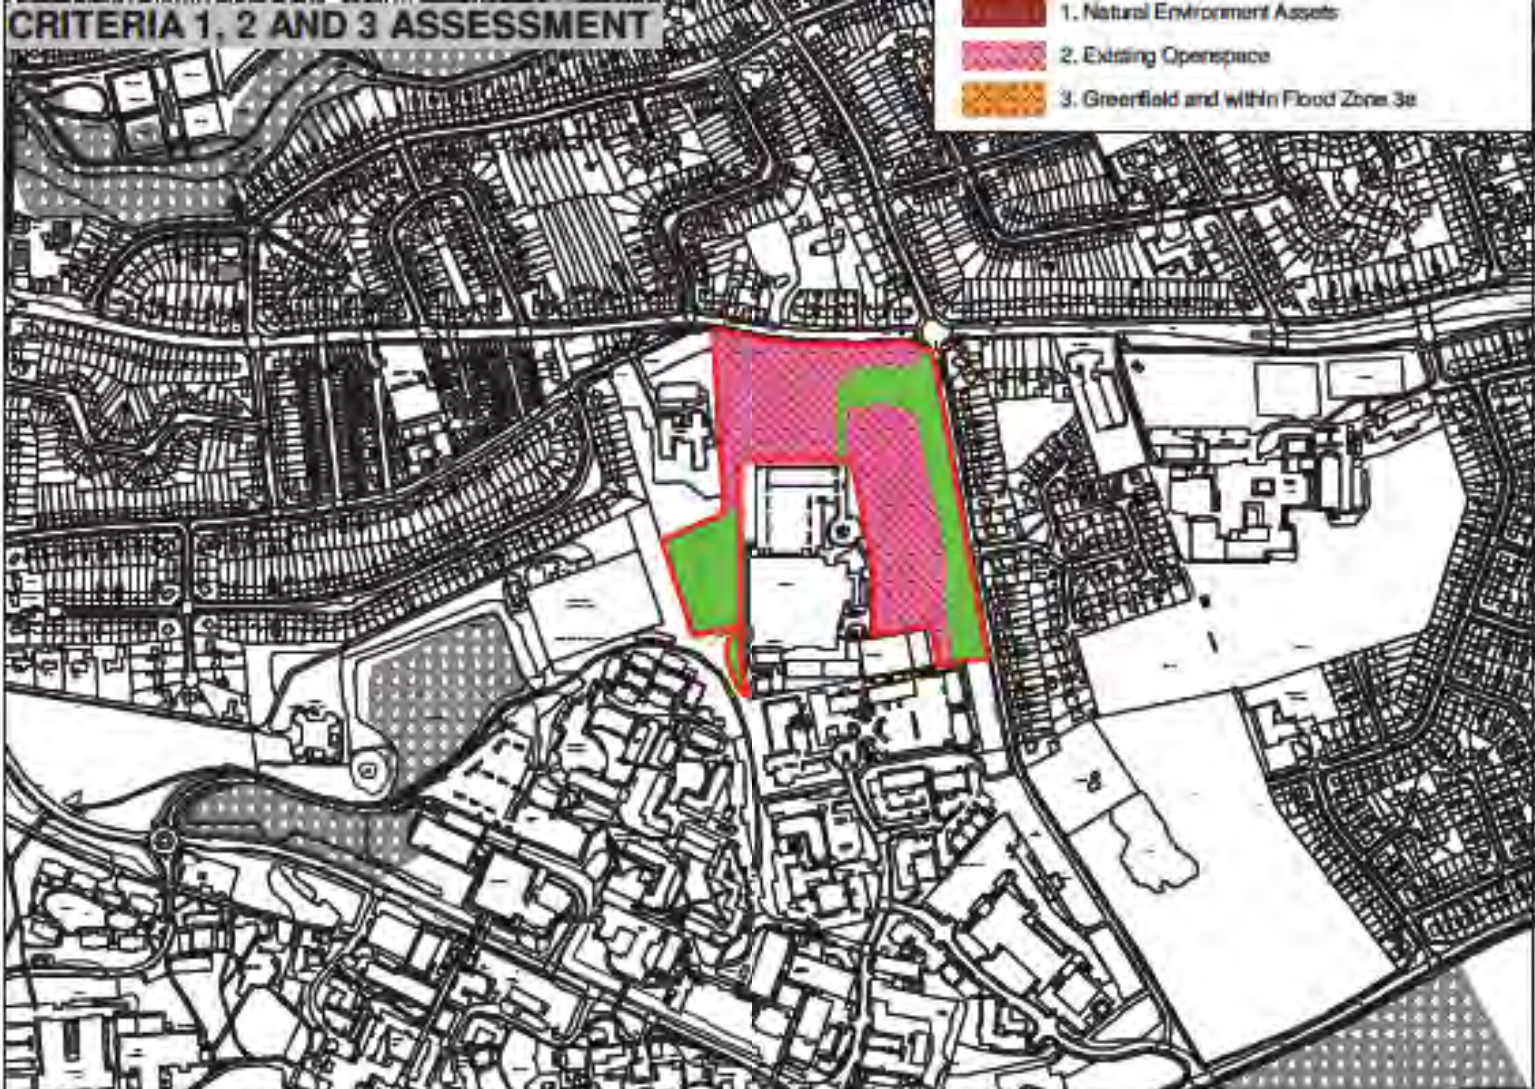 CRITERIA 1, 2 AND 3 ASSESSMENT
1. Natural Environment Assets
2. Existing Openspace
3. Greenfield and within Flood Zone 3a